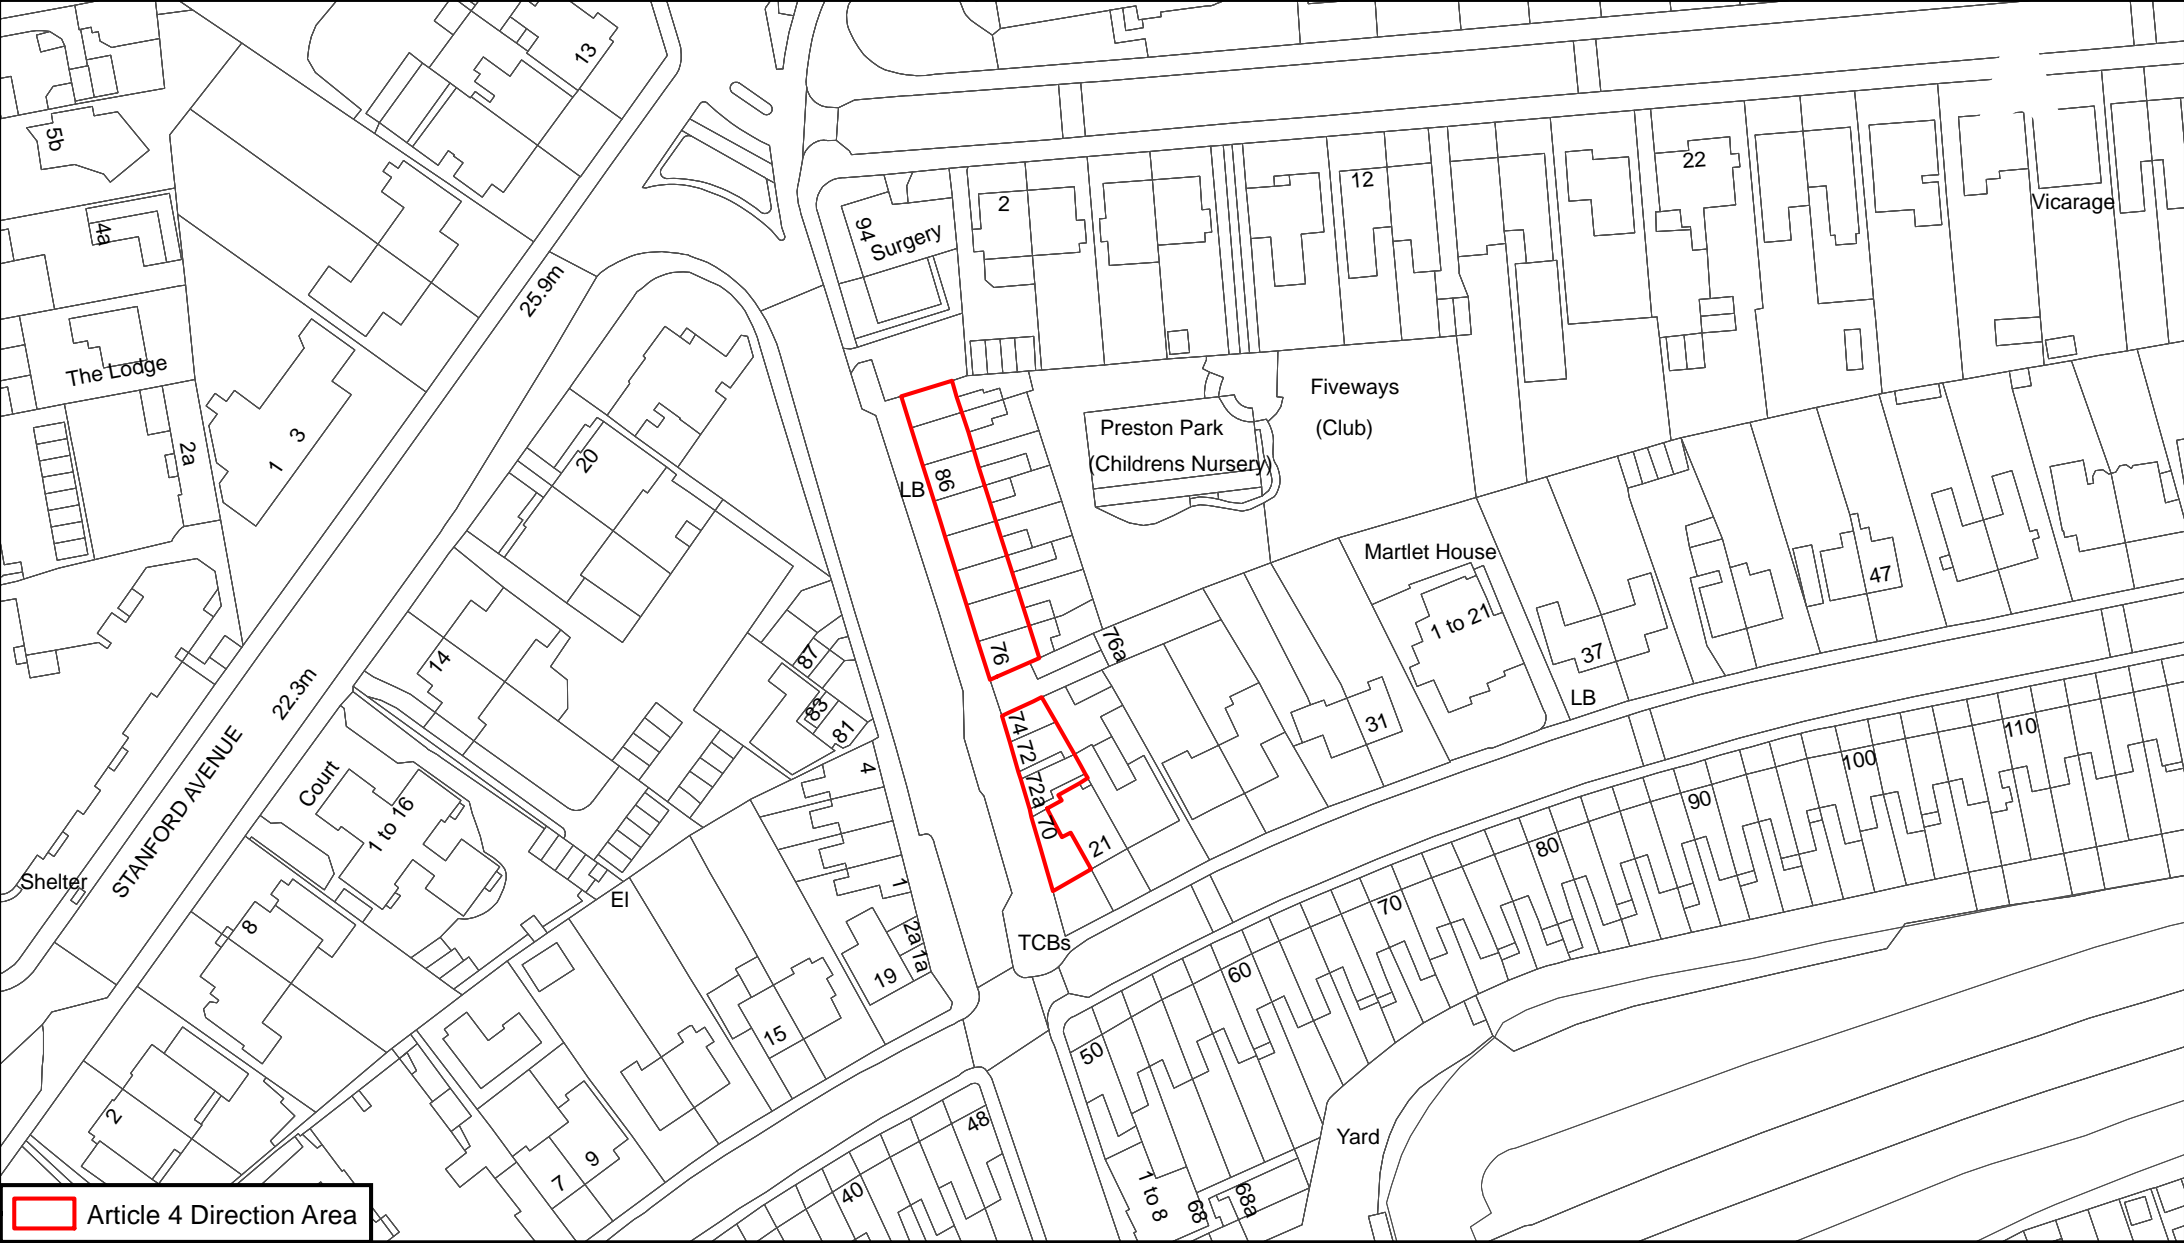 13
5b
4a
94
Surgery
2
12
22
Vicarage
25.9m
The Lodge
2a
1
3
20
LB
86
Preston Park
(Childrens Nursery)
Fiveways
(Club)
Martlet House
1 to 21
47
37
LB
76
76a
87
83
81
14
22.3m
STANFORD AVENUE
Court
1 to 16
4
74
72
72a
70
21
31
110
100
90
80
70
60
50
Shelter
8
El
1
2a
1a
19
15
TCBs
2
7
9
48
40
1 to 8
68
68a
Yard
Article 4 Direction Area